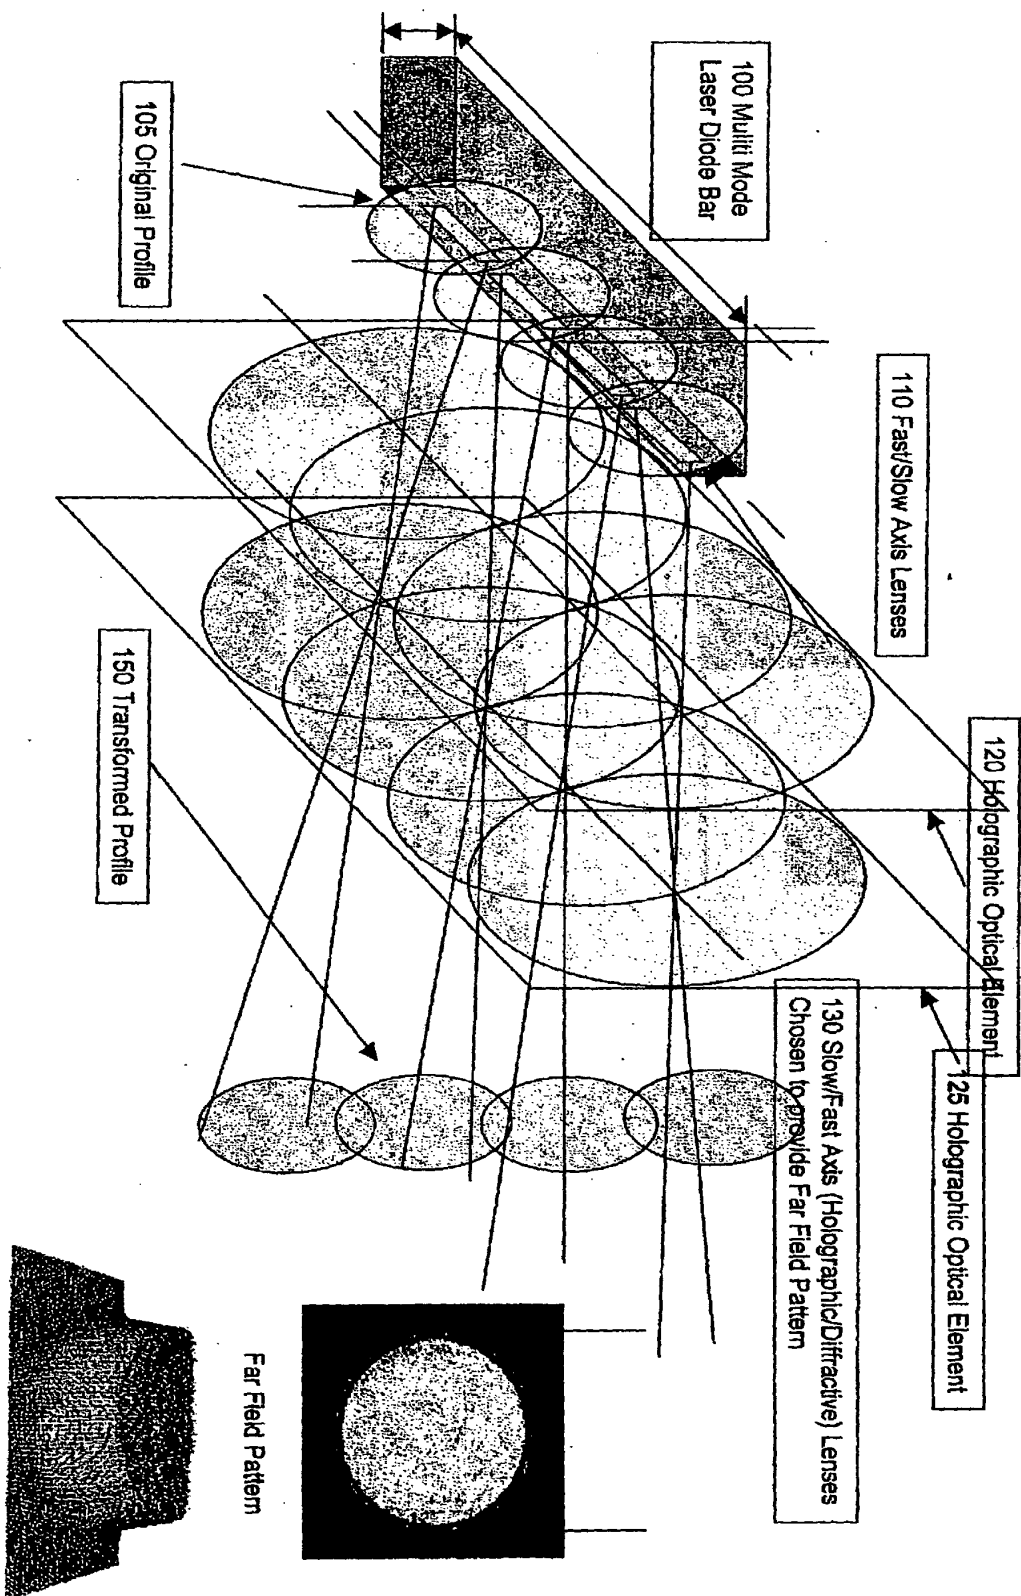 100 Muliti Mode
Laser Diode Bar
110 Fast/Slow Axis Lenses
120 Holographic Optical Element
125 Holographic Optical Element
130 Slow/Fast Axis (Holographic/Diffractive) Lenses
Chosen to provide Far Field Pattern
105 Original Profile
150 Transformed Profile
Far Field Pattern